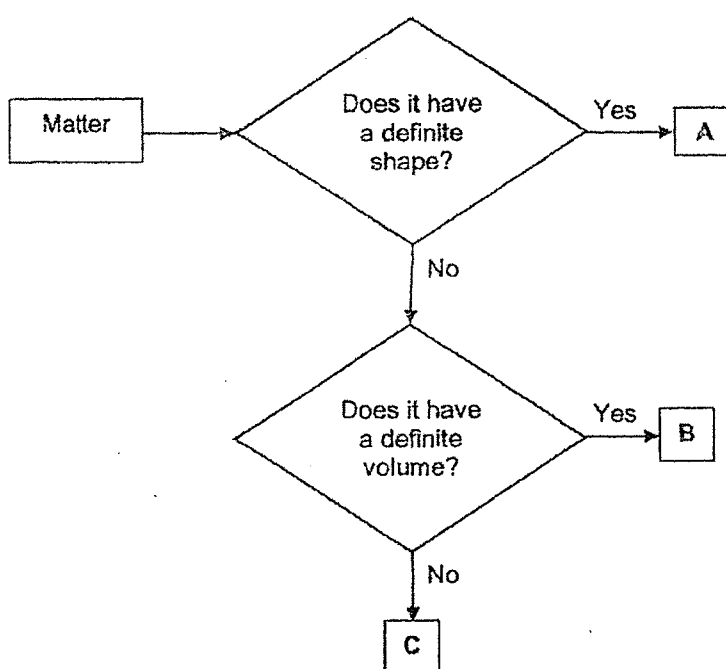 Matter
Does it have
a definite
shape?
Yes
A
No
Does it have
a definite
volume?
Yes
B
No
C